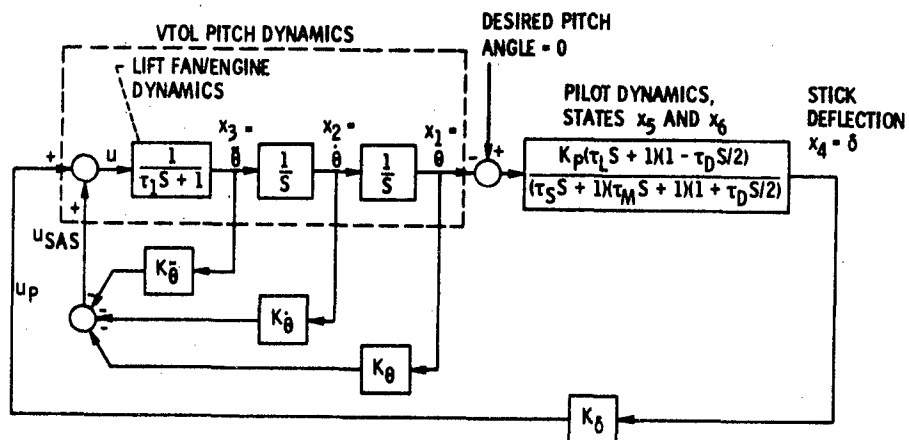 VTOL PITCH DYNAMICS
LIFT FAN/ENGINE
DYNAMICS
DESIRED PITCH
ANGLE = 0
PILOT DYNAMICS,
STATES x5 AND x6
STICK
DEFLECTION
x4 = δ
+
u
1
τ1S + 1
x3 =
θ̈
1
S
x2 =
θ̇
1
S
x1 =
θ
-
+
KP(τLS + 1)(1 - τDS/2)
(τSS + 1)(τMS + 1)(1 + τDS/2)
+
uSAS
uP
Kθ̈
-
-
-
Kθ̇
Kθ
Kδ